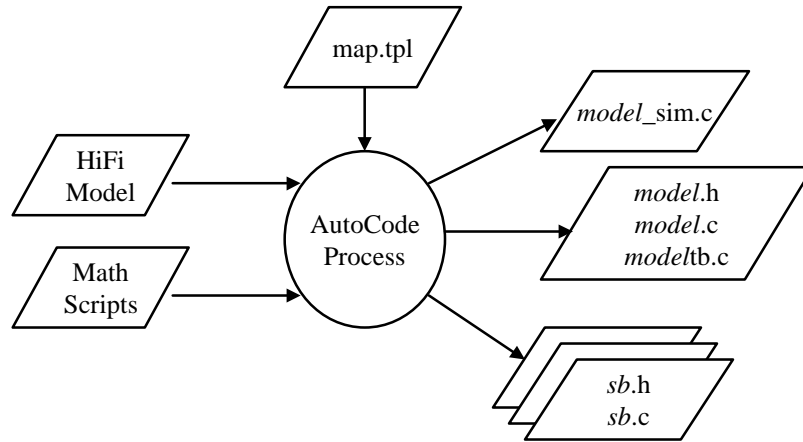 map.tpl
model_sim.c
HiFi
Model
model.h
model.c
modeltb.c
AutoCode
Process
Math
Scripts
sb.h
sb.c